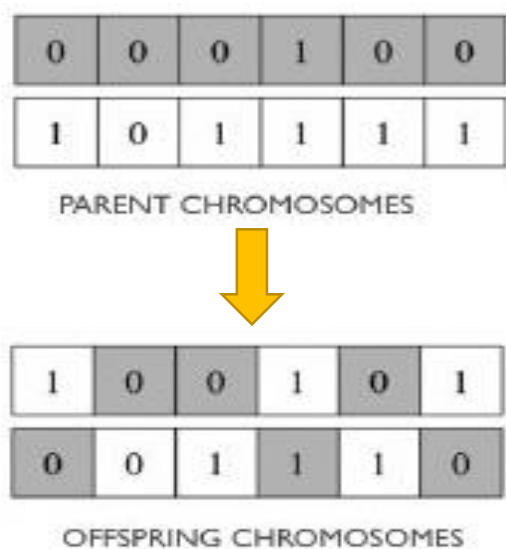 0 0 0 1 0 0
1 0 1 1 1 1
PARENT CHROMOSOMES
1 0 0 1 0 1
0 0 1 1 1 0
OFFSPRING CHROMOSOMES